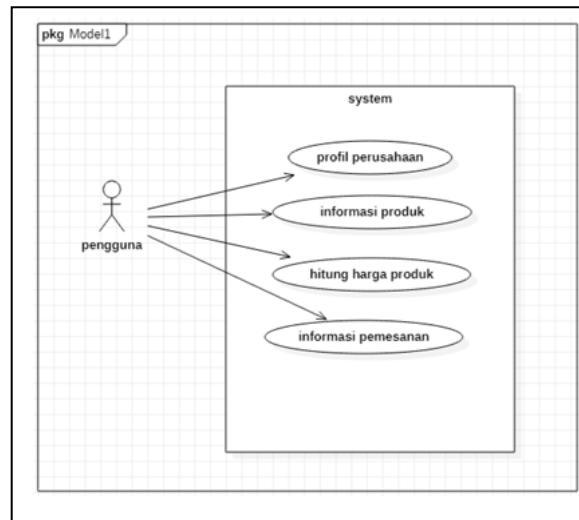 pkg Model1
system
profil perusahaan
informasi produk
pengguna
hitung harga produk
informasi pemesanan